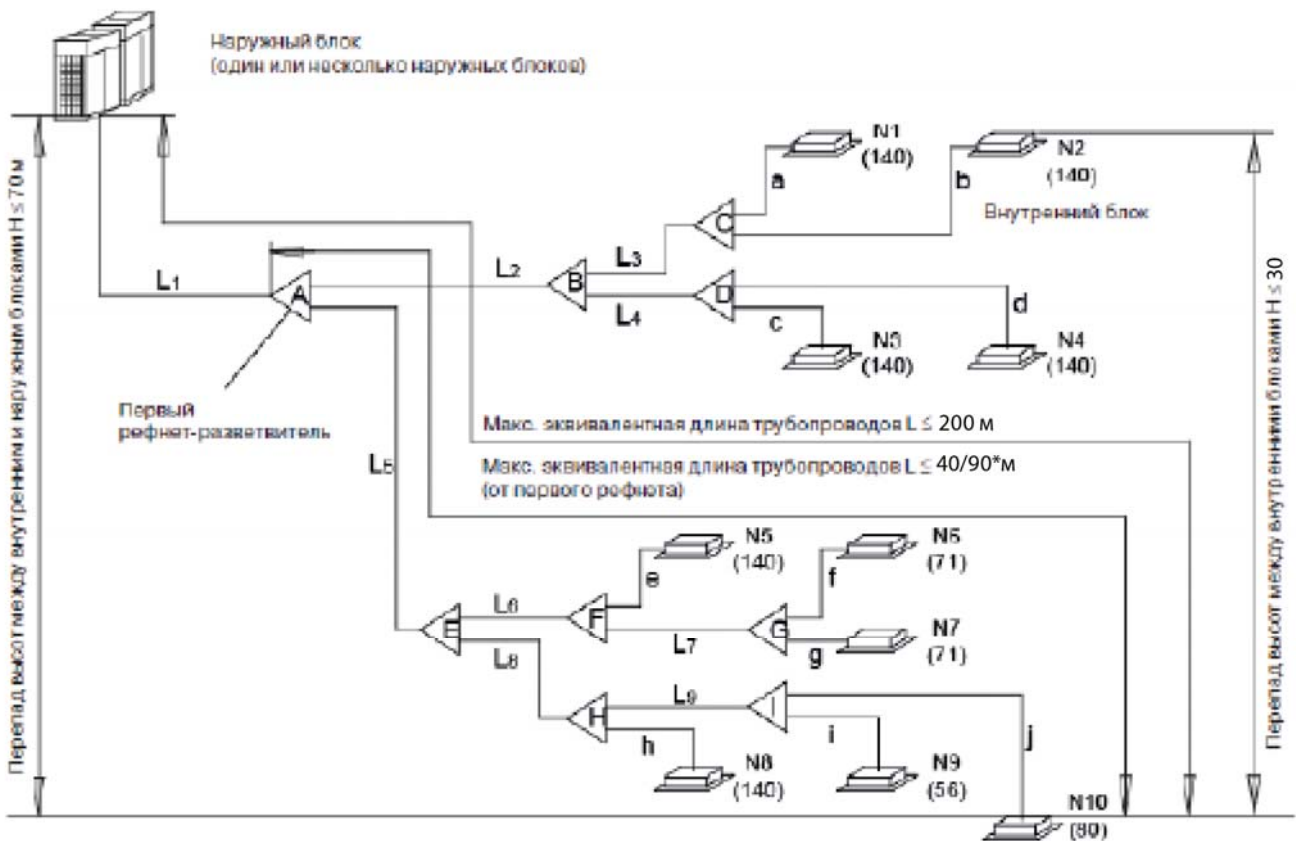 Наружный блок
(один или несколько наружных блоков)
Перепад высот между внутренним и наружным блоками H ≤ 70 м
N1
(140)
N2
(140)
a
b
C
Внутренний блок
L1
A
L2
B
L3
L4
D
c
d
N3
(140)
N4
(140)
Перепад высот между внутренними блоками H ≤ 30
Первый
рефнет-разветвитель
Макс. эквивалентная длина трубопроводов L ≤ 200 м
L5
Макс. эквивалентная длина трубопроводов L ≤ 40/90*м
(от первого рефнета)
N5
(140)
N6
(71)
e
f
E
L6
F
L7
G
g
N7
(71)
L8
H
L9
I
h
i
j
N8
(140)
N9
(56)
N10
(80)